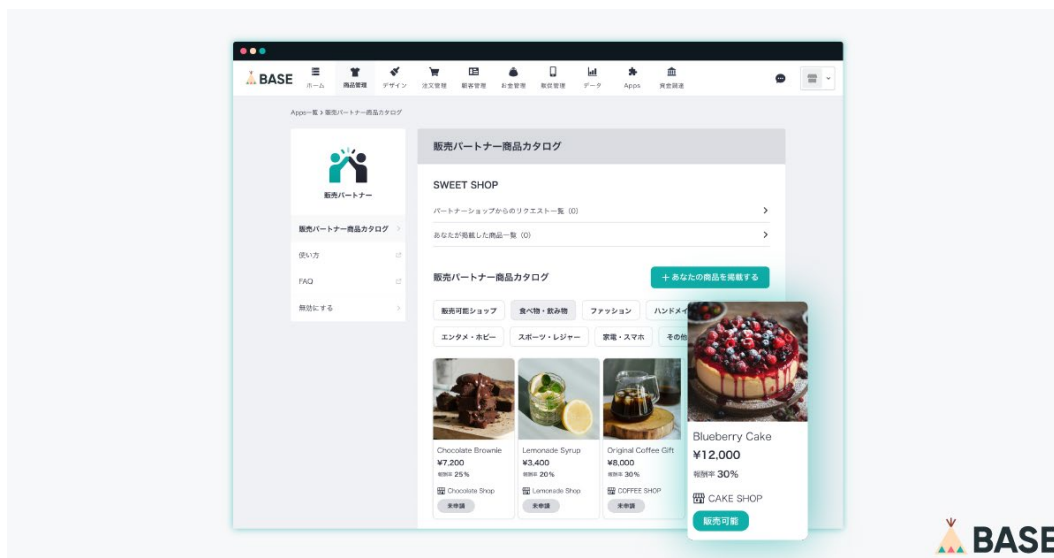 BASE
ホーム
商品管理
デザイン
注文管理
顧客管理
お金管理
販促管理
データ
Apps
資金調達
Apps一覧 > 販売パートナー商品カタログ
販売パートナー
販売パートナー商品カタログ
使い方
FAQ
無効にする
販売パートナー商品カタログ
SWEET SHOP
パートナーショップからのリクエスト一覧 (0)
あなたが掲載した商品一覧 (0)
販売パートナー商品カタログ
+ あなたの商品を掲載する
販売可能ショップ
食べ物・飲み物
ファッション
ハンドメイ
エンタメ・ホビー
スポーツ・レジャー
家電・スマホ
その他
Chocolate Brownie
¥7,200
報酬率 25%
Chocolate Shop
未申請
Lemonade Syrup
¥3,400
報酬率 20%
Lemonade Shop
未申請
Original Coffee Gift
¥8,000
報酬率 30%
COFFEE SHOP
未申請
Blueberry Cake
¥12,000
報酬率 30%
CAKE SHOP
販売可能
BASE